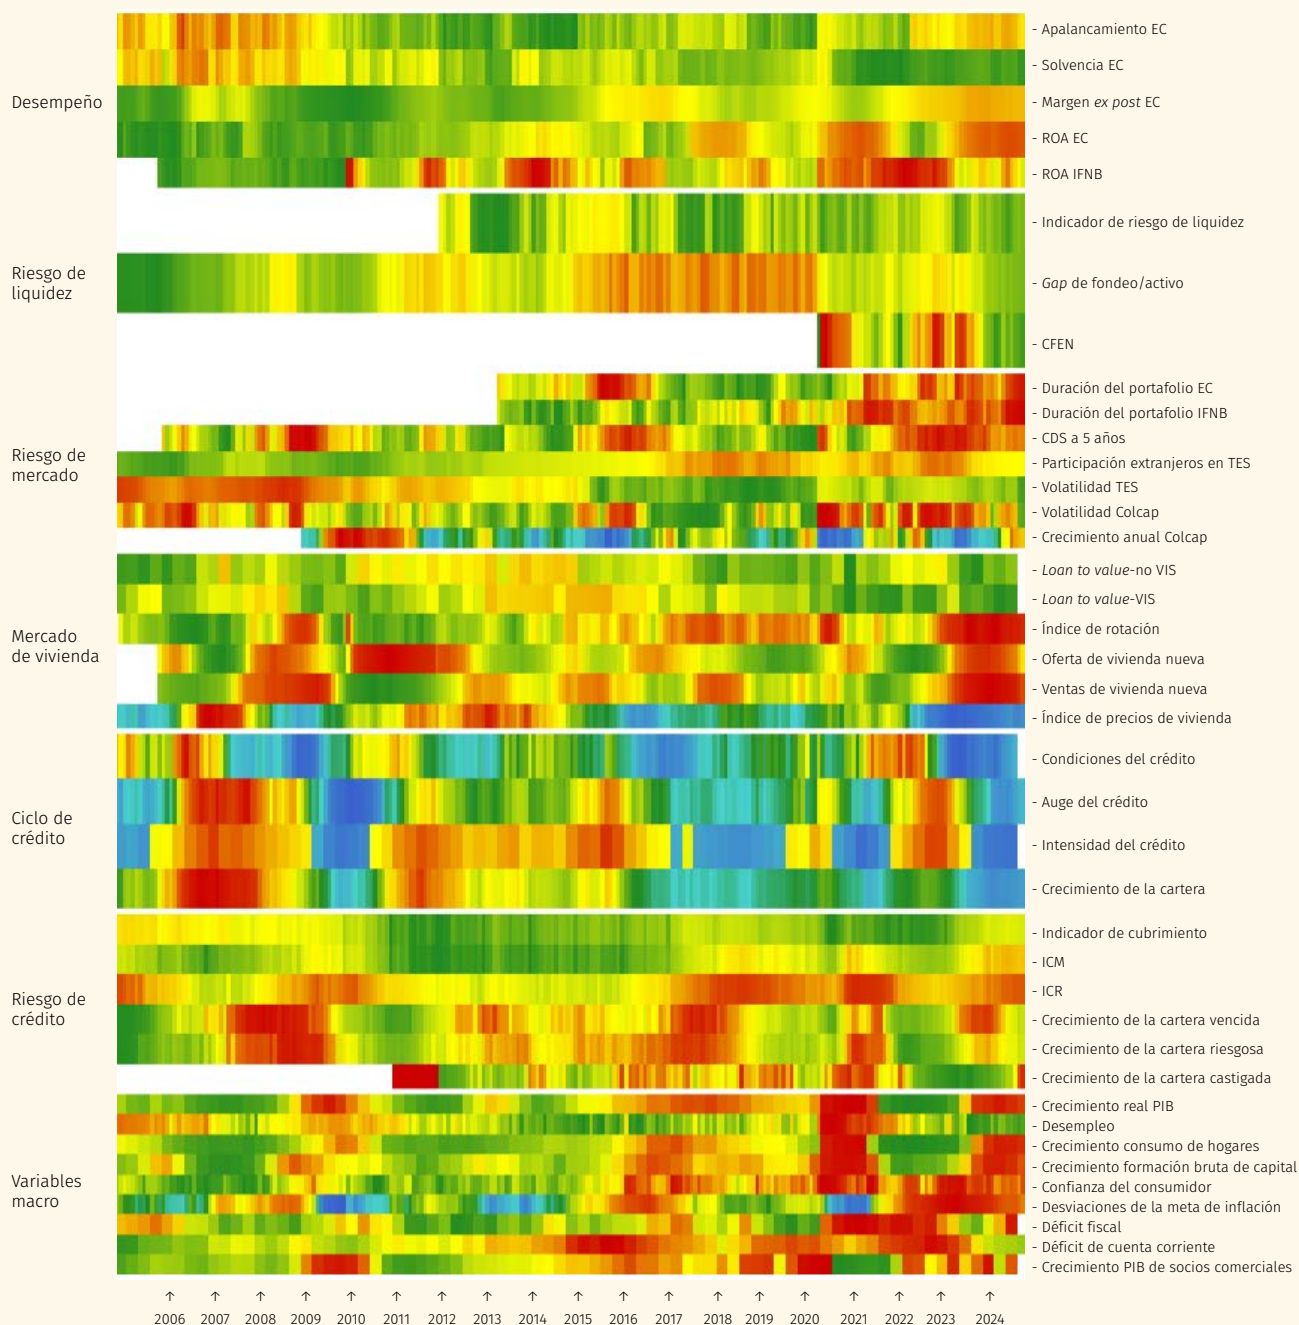 Desempeño
- Apalancamiento EC
- Solvencia EC
- Margen ex post EC
- ROA EC
- ROA IFNB
Riesgo de
liquidez
- Indicador de riesgo de liquidez
- Gap de fondeo/activo
- CFEN
Riesgo de
mercado
- Duración del portafolio EC
- Duración del portafolio IFNB
- CDS a 5 años
- Participación extranjeros en TES
- Volatilidad TES
- Volatilidad Colcap
- Crecimiento anual Colcap
Mercado
de vivienda
- Loan to value-no VIS
- Loan to value-VIS
- Índice de rotación
- Oferta de vivienda nueva
- Ventas de vivienda nueva
- Índice de precios de vivienda
Ciclo de
crédito
- Condiciones del crédito
- Auge del crédito
- Intensidad del crédito
- Crecimiento de la cartera
Riesgo de
crédito
- Indicador de cubrimiento
- ICM
- ICR
- Crecimiento de la cartera vencida
- Crecimiento de la cartera riesgosa
- Crecimiento de la cartera castigada
Variables
macro
- Crecimiento real PIB
- Desempleo
- Crecimiento consumo de hogares
- Crecimiento formación bruta de capital
- Confianza del consumidor
- Desviaciones de la meta de inflación
- Déficit fiscal
- Déficit de cuenta corriente
- Crecimiento PIB de socios comerciales
2006 2007 2008 2009 2010 2011 2012 2013 2014 2015 2016 2017 2018 2019 2020 2021 2022 2023 2024